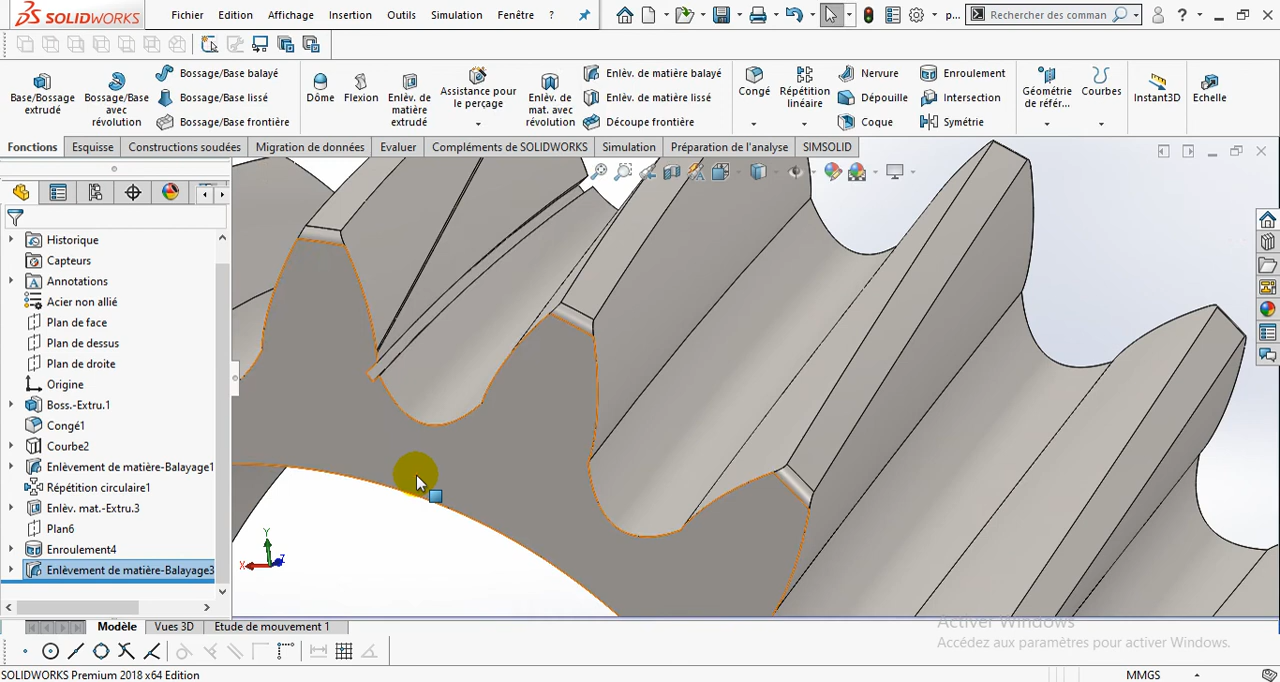 SOLIDWORKS Fichier Edition Affichage Insertion Outils Simulation Fenêtre ? p... Rechercher des comman
Base/Bossage extrudé
Bossage/Base avec révolution
Bossage/Base balayé
Bossage/Base lissé
Bossage/Base frontière
Dôme
Flexion
Enlèv. de matière extrudé
Assistance pour le perçage
Enlèv. de mat. avec révolution
Enlèv. de matière balayé
Enlèv. de matière lissé
Découpe frontière
Congé
Répétition linéaire
Nervure
Dépouille
Coque
Enroulement
Intersection
Symétrie
Géométrie de référ...
Courbes
Instant3D
Echelle
Fonctions Esquisse Constructions soudées Migration de données Evaluer Compléments de SOLIDWORKS Simulation Préparation de l'analyse SIMSOLID
Historique
Capteurs
Annotations
Acier non allié
Plan de face
Plan de dessus
Plan de droite
Origine
Boss.-Extru.1
Congé1
Courbe2
Enlèvement de matière-Balayage1
Répétition circulaire1
Enlèv. mat.-Extru.3
Plan6
Enroulement4
Enlèvement de matière-Balayage3
Y
X
Z
Modèle Vues 3D Etude de mouvement 1
Activer Windows
Accédez aux paramètres pour activer Windows.
SOLIDWORKS Premium 2018 x64 Edition MMGS